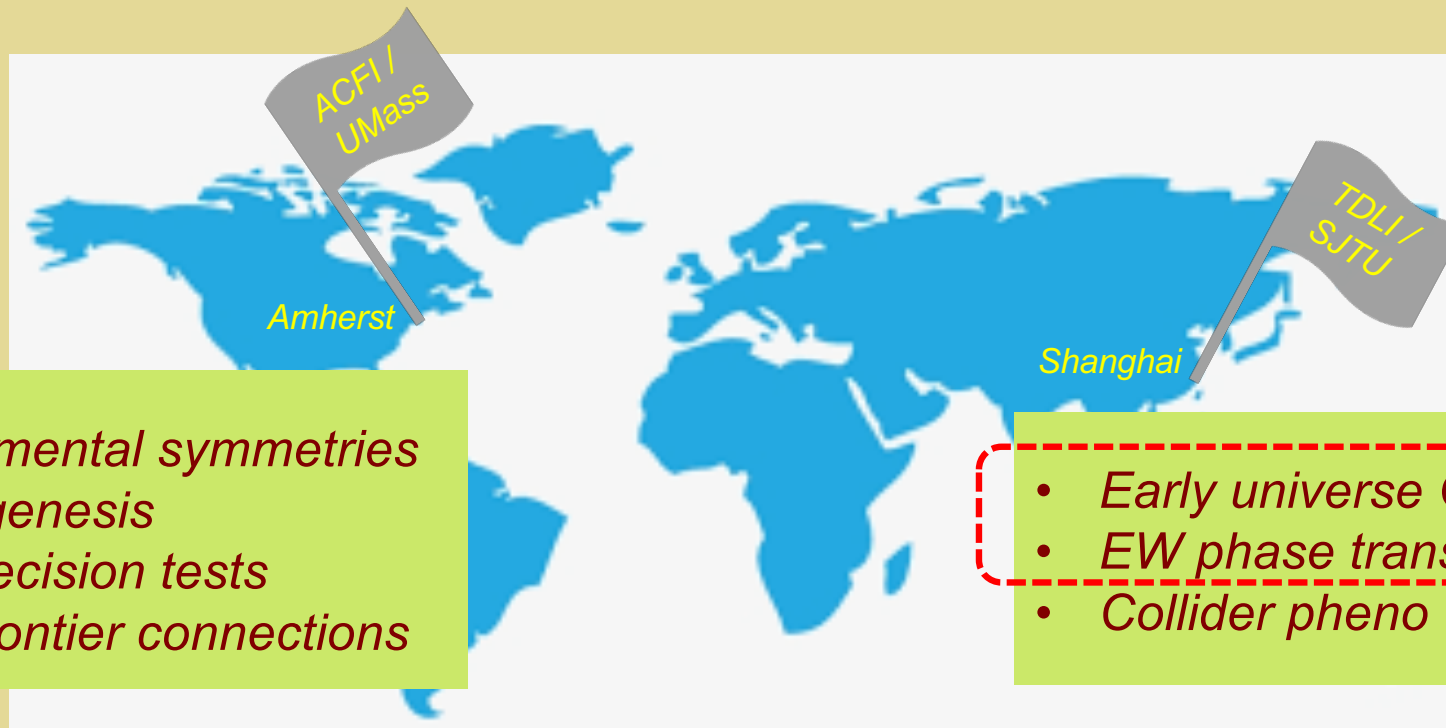 ACFI /
UMass
TDLI /
SJTU
Amherst
Shanghai
mental symmetries
genesis
ecision tests
ontier connections
• Early universe
• EW phase trans
• Collider pheno